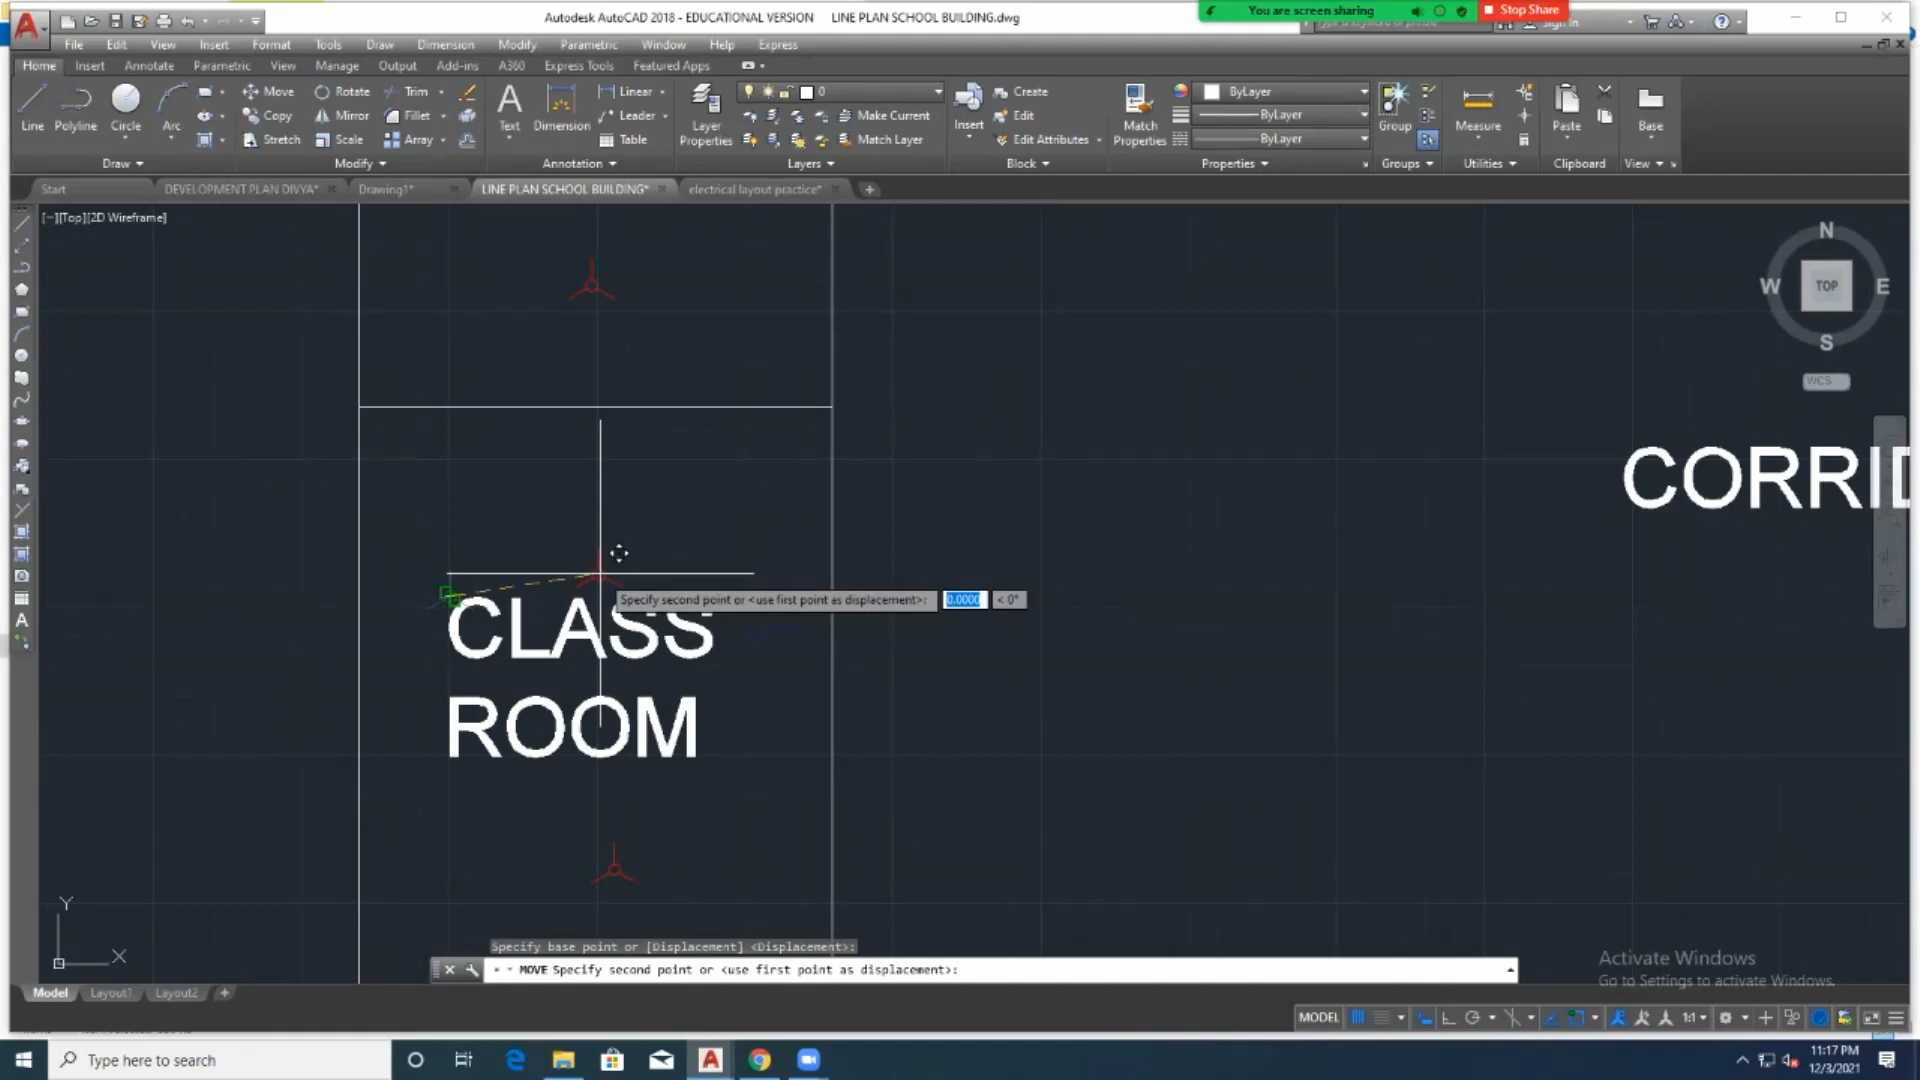 Autodesk AutoCAD 2018 - EDUCATIONAL VERSION LINE PLAN SCHOOL BUILDING.dwg
You are screen sharing
Stop Share
File Edit View Insert Format Tools Draw Dimension Modify Parametric Window Help Express
Home Insert Annotate Parametric View Manage Output Add-ins A360 Express Tools Featured Apps
Move Rotate Trim Linear 0 Create ByLayer
Line Polyline Circle Arc Copy Mirror Fillet Text Dimension Leader Layer Properties Make Current Insert Edit Match Properties ByLayer Group Measure Paste Base
Stretch Scale Array Table Match Layer Edit Attributes ByLayer
Draw Modify Annotation Layers Block Properties Groups Utilities Clipboard View
Start DEVELOPMENT PLAN DIVYA* Drawing1* LINE PLAN SCHOOL BUILDING* electrical layout practice*
[−][Top][2D Wireframe]
N
W TOP E
S
WCS
CORRID
Specify second point or <use first point as displacement>: 0.0000 < 0°
CLASS
ROOM
Y
X
Specify base point or [Displacement] <Displacement>:
MOVE Specify second point or <use first point as displacement>:
Activate Windows
Go to Settings to activate Windows.
Model Layout1 Layout2
MODEL 1:1
Type here to search
11:17 PM
12/3/2021